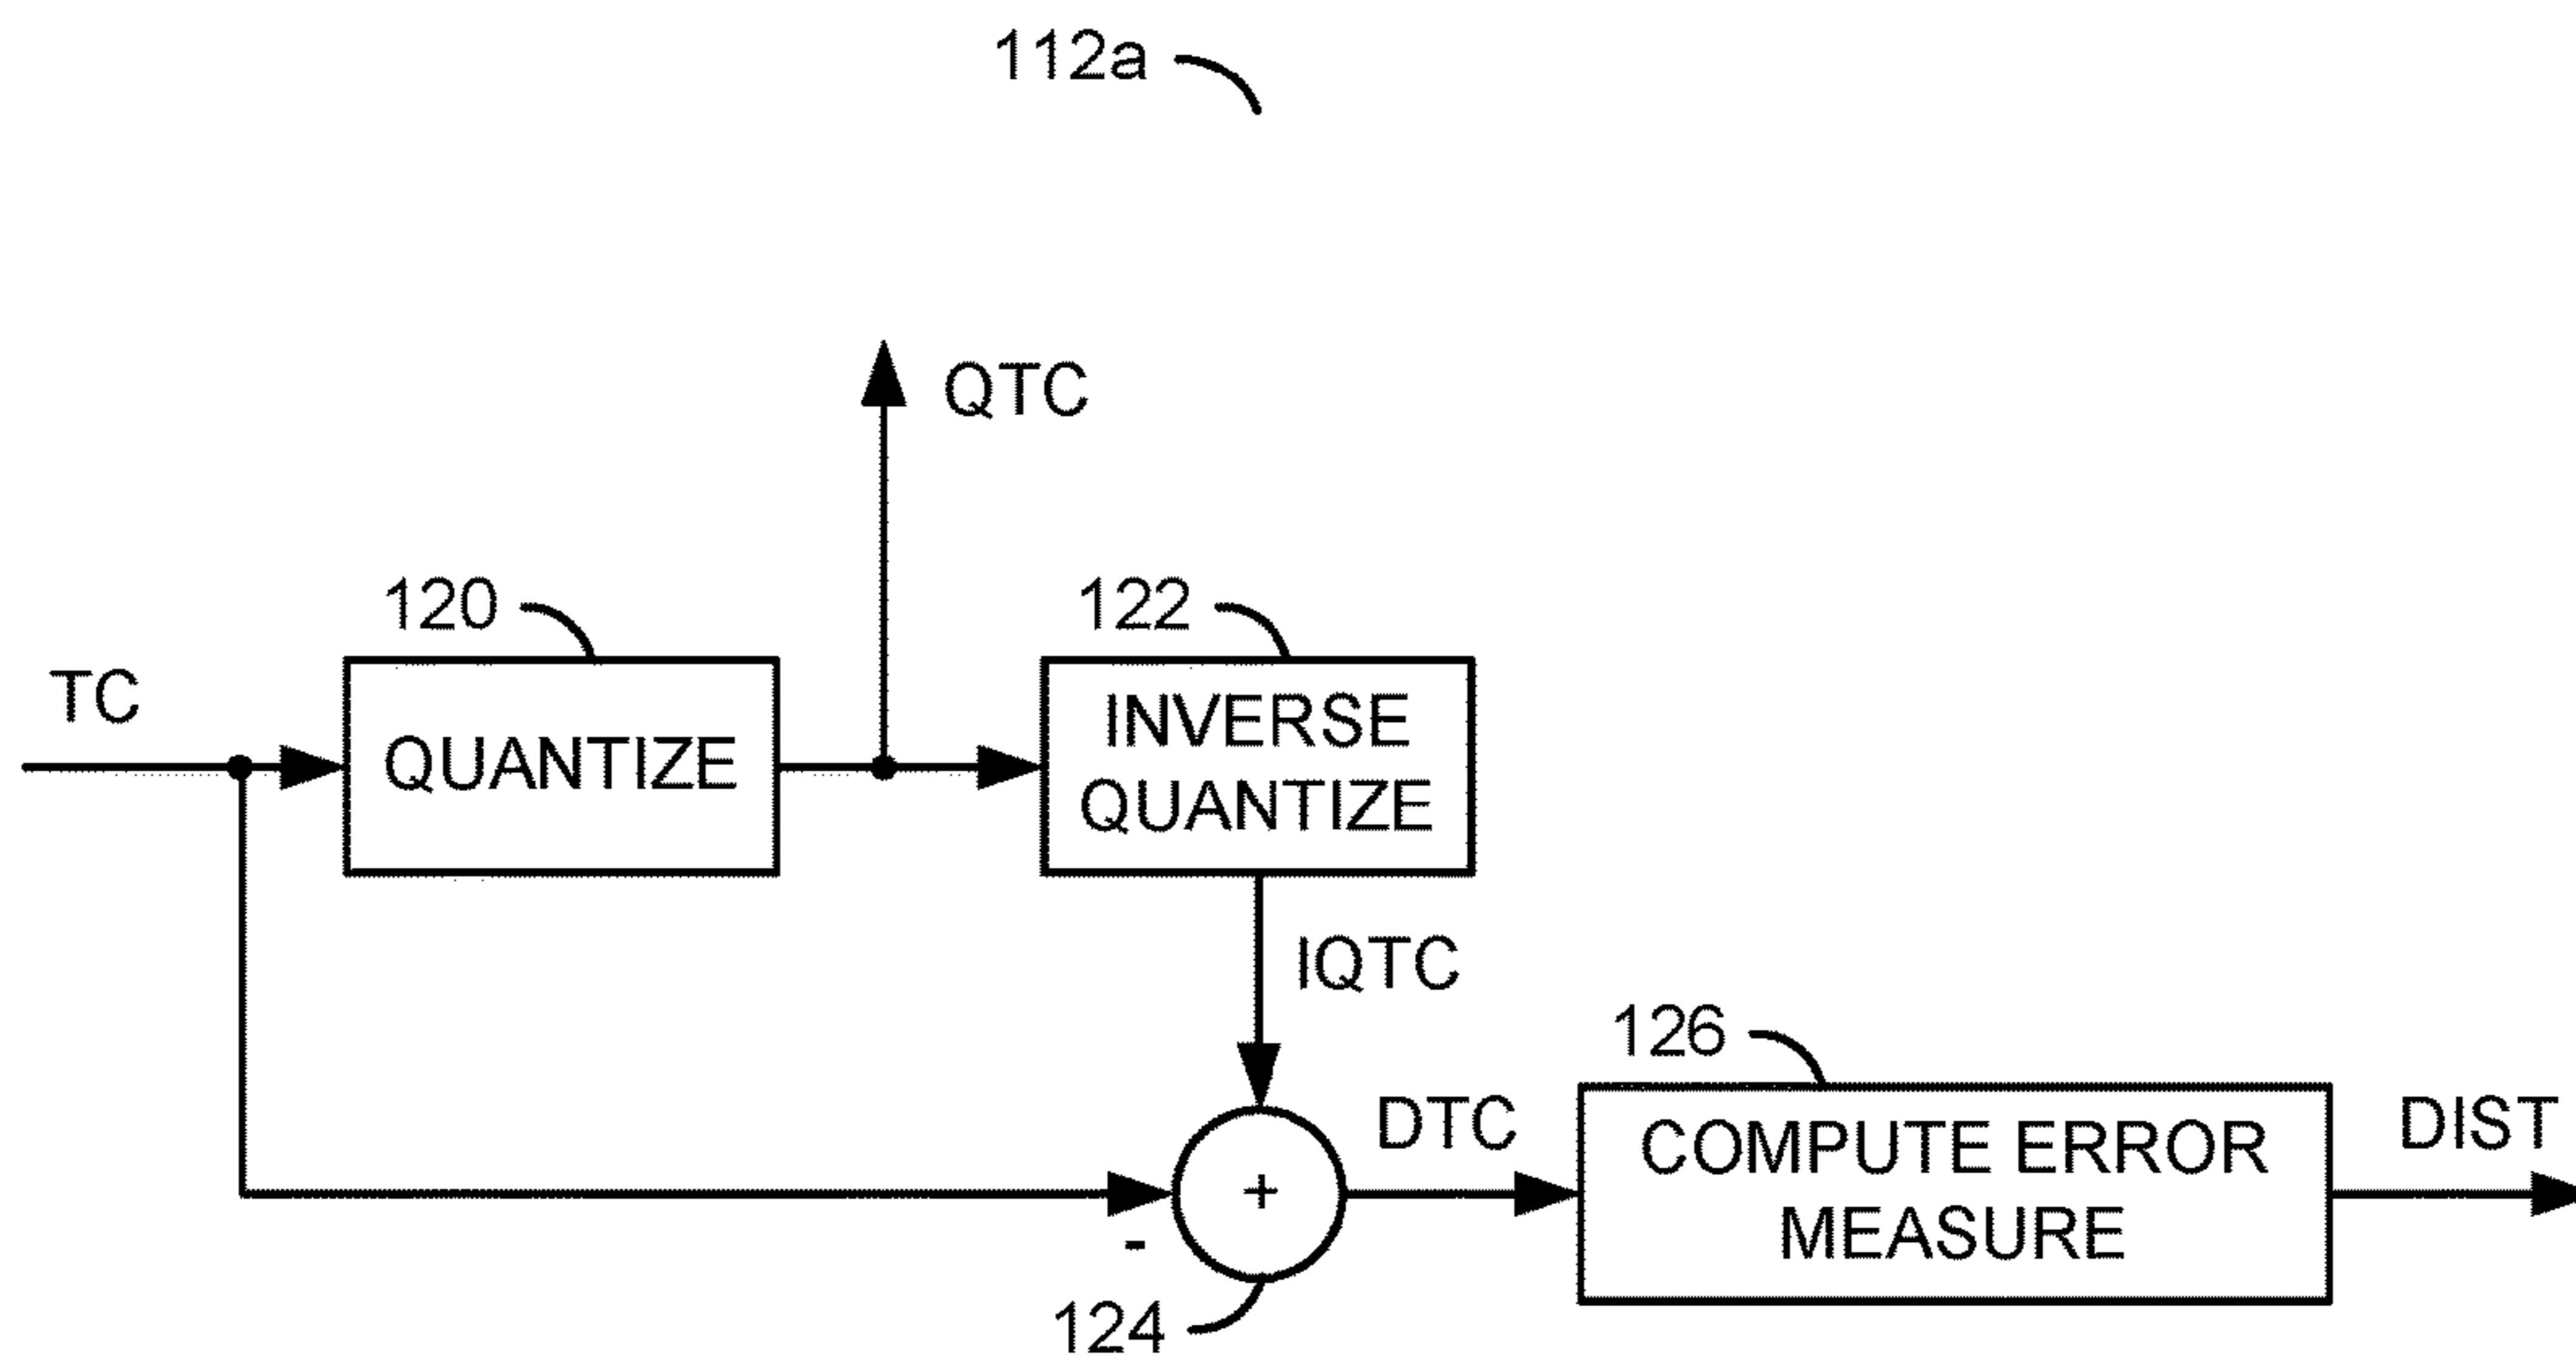 112a
QTC
120
122
TC
QUANTIZE
INVERSE
QUANTIZE
IQTC
126
DTC
COMPUTE ERROR
MEASURE
DIST
+
-
124